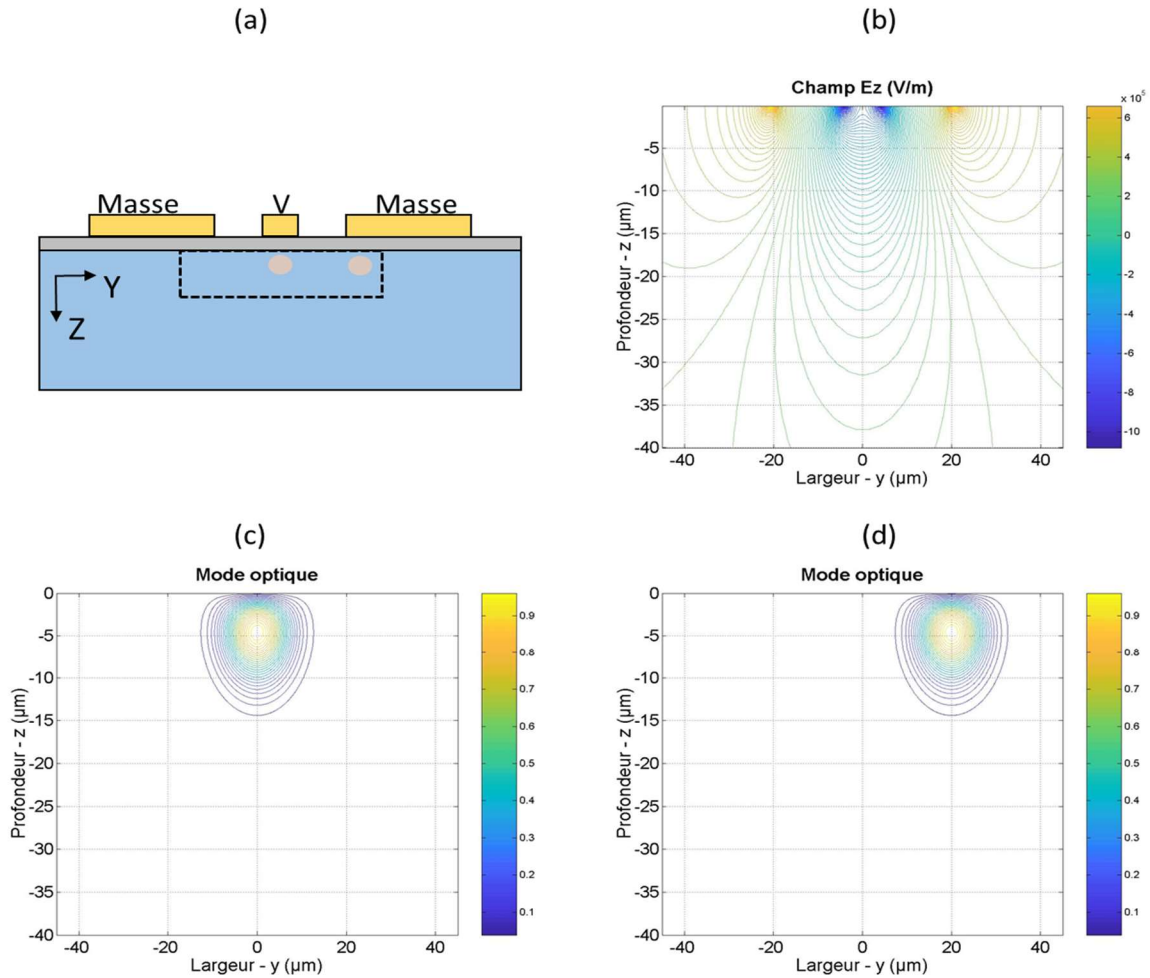 (a)
Masse V Masse
Y
Z
(b)
Champ Ez (V/m)
x 10^5
6
4
2
0
-2
-4
-6
-8
-10
-5
-10
-15
-20
-25
-30
-35
-40
Profondeur - z (µm)
-40 -20 0 20 40
Largeur - y (µm)
(c)
Mode optique
0
-5
-10
-15
-20
-25
-30
-35
-40
Profondeur - z (µm)
-40 -20 0 20 40
Largeur - y (µm)
0.9
0.8
0.7
0.6
0.5
0.4
0.3
0.2
0.1
(d)
Mode optique
0
-5
-10
-15
-20
-25
-30
-35
-40
Profondeur - z (µm)
-40 -20 0 20 40
Largeur - y (µm)
0.9
0.8
0.7
0.6
0.5
0.4
0.3
0.2
0.1